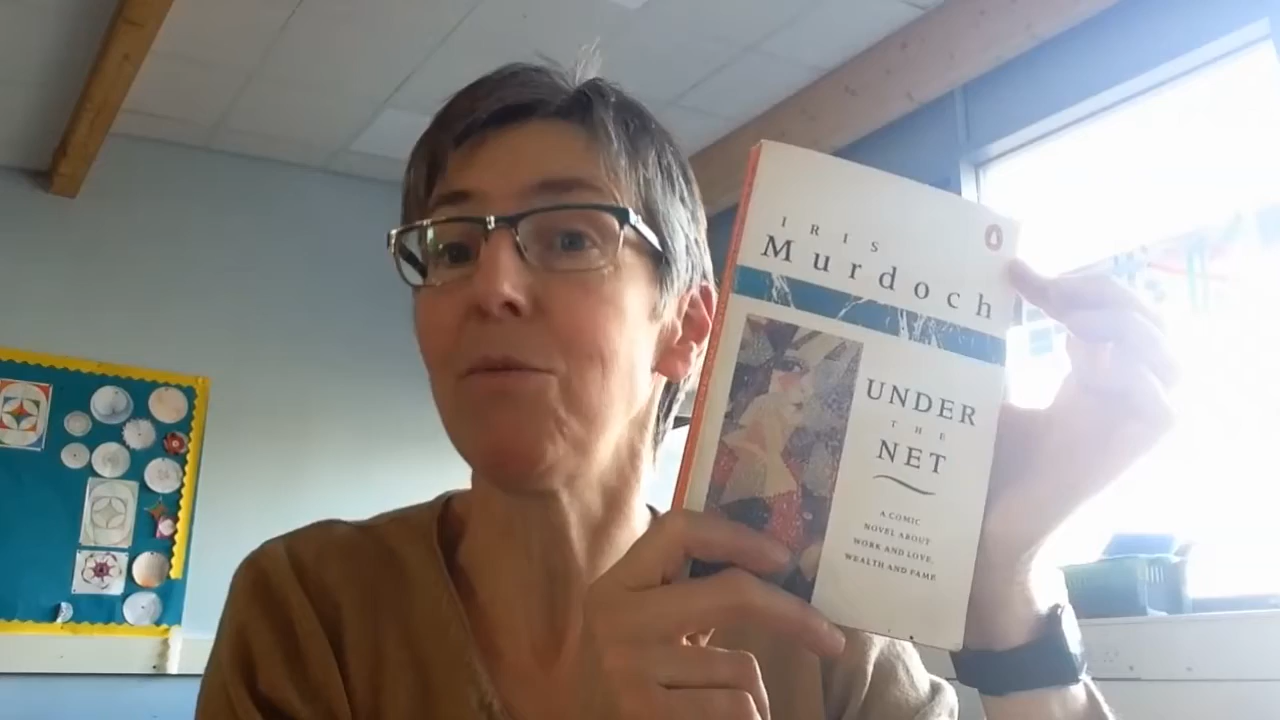 IRIS
Murdoch
UNDER
THE
NET
A COMIC
NOVEL ABOUT
WORK AND LOVE,
WEALTH AND FAME